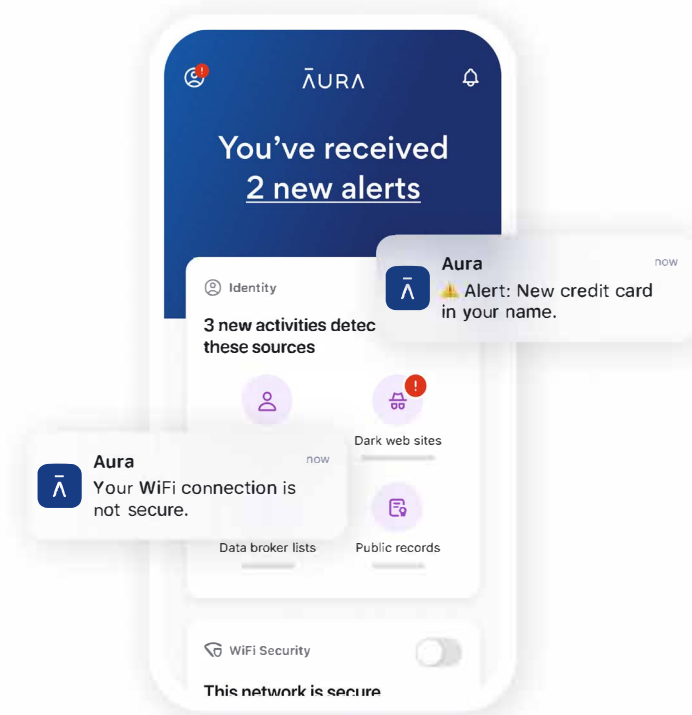 ĀURΛ
You've received
2 new alerts
Aura now
⚠️ Alert: New credit card
in your name.
Identity
3 new activities
these sources
Dark web sites
Aura now
Your WiFi connection is
not secure.
Data broker lists
Public records
WiFi Security
This network is secure